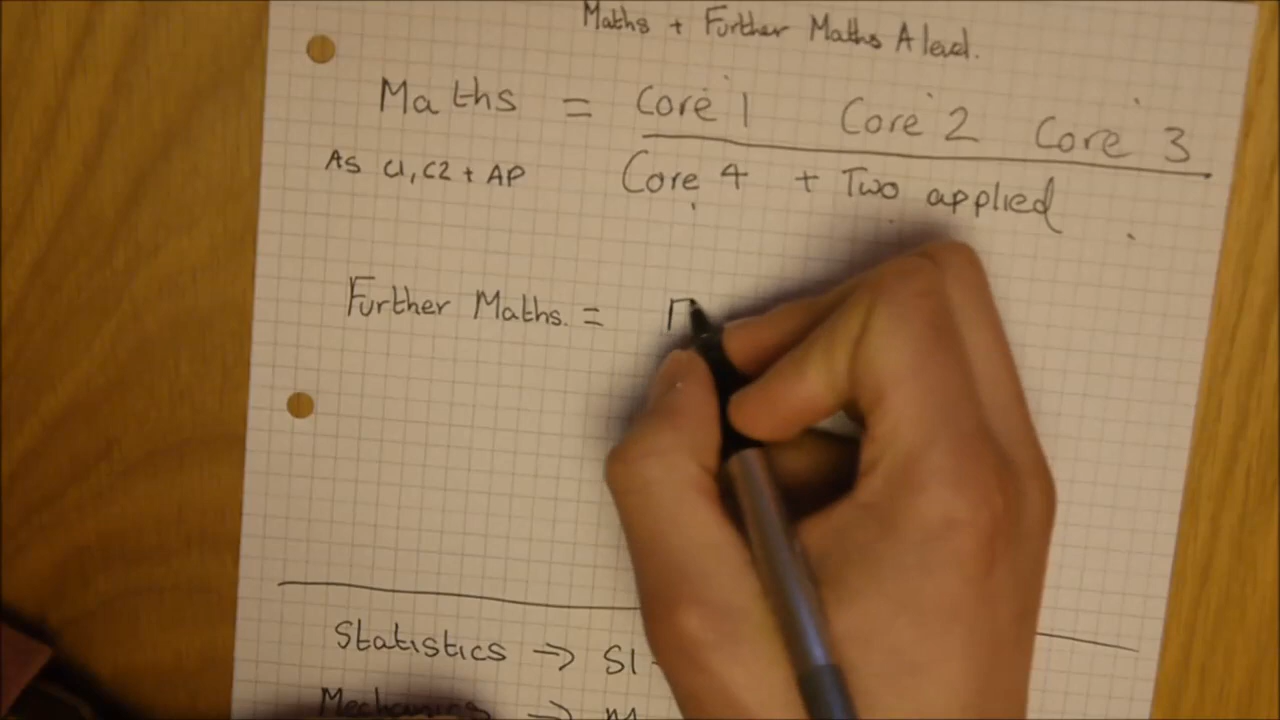 Maths + Further Maths A level.
Maths = Core 1 Core 2 Core 3
As C1, C2 + AP Core 4 + Two applied
Further Maths. =
Statistics → S1
Mechanics → M